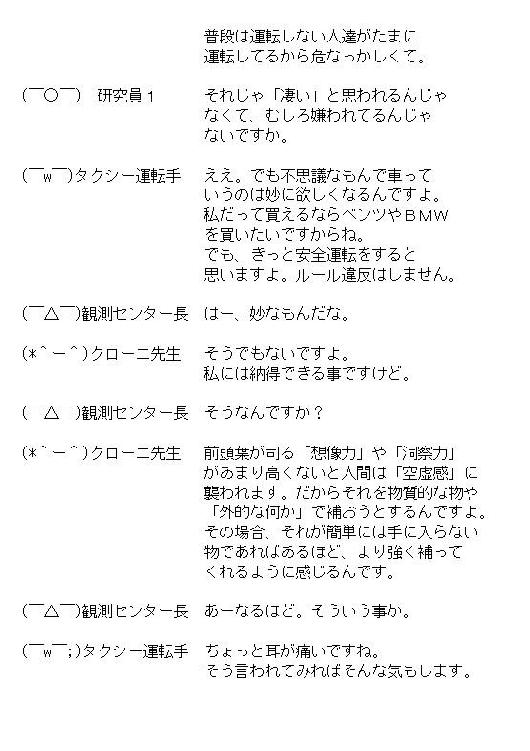 普段は運転しない人達がたまに
運転してるから危なっかしくて。
(￣○￣)　研究員１　それじゃ「凄い」と思われるんじゃ
なくて、むしろ嫌われてるんじゃ
ないですか。
(￣w￣)タクシー運転手　ええ。でも不思議なもんで車って
いうのは妙に欲しくなるんですよ。
私だって買えるならベンツやＢＭＷ
を買いたいですからね。
でも、きっと安全運転をすると
思いますよ。ルール違反はしません。
(￣△￣)観測センター長　はー、妙なもんだな。
(*＾ー＾)クローニ先生　そうでもないですよ。
私には納得できる事ですけど。
(　△　)観測センター長　そうなんですか？
(*＾ー＾)クローニ先生　前頭葉が司る「想像力」や「洞察力」
があまり高くないと人間は「空虚感」に
襲われます。だからそれを物質的な物や
「外的な何か」で補おうとするんですよ。
その場合、それが簡単には手に入らない
物であればあるほど、より強く補って
くれるように感じるんです。
(￣△￣)観測センター長　あーなるほど。そういう事か。
(￣w￣;)タクシー運転手　ちょっと耳が痛いですね。
そう言われてみればそんな気もします。